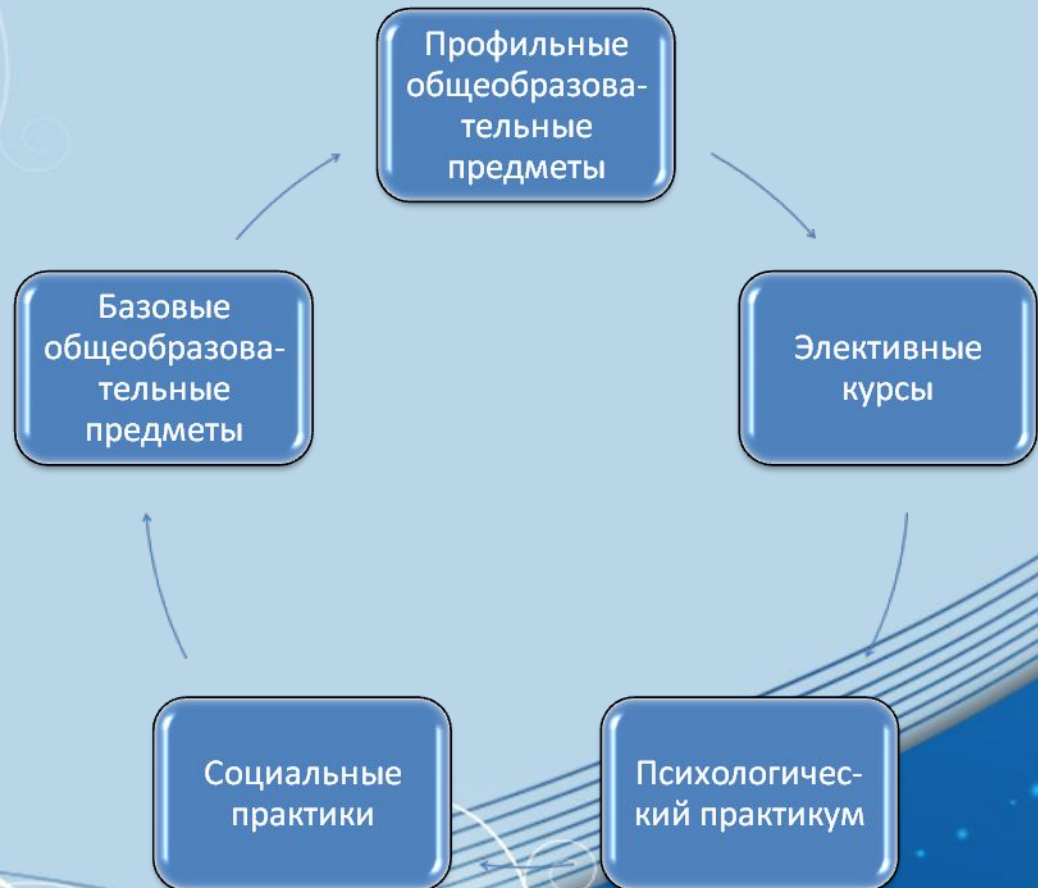 Профильные
общеобразова-
тельные
предметы
Базовые
общеобразова-
тельные
предметы
Элективные
курсы
Социальные
практики
Психологичес-
кий практикум